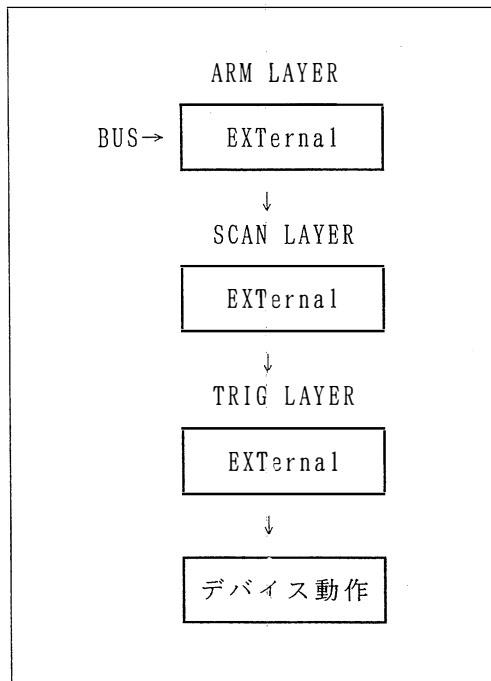 ARM LAYER
BUS→ EXTernal
↓
SCAN LAYER
EXTernal
↓
TRIG LAYER
EXTernal
↓
デバイス動作